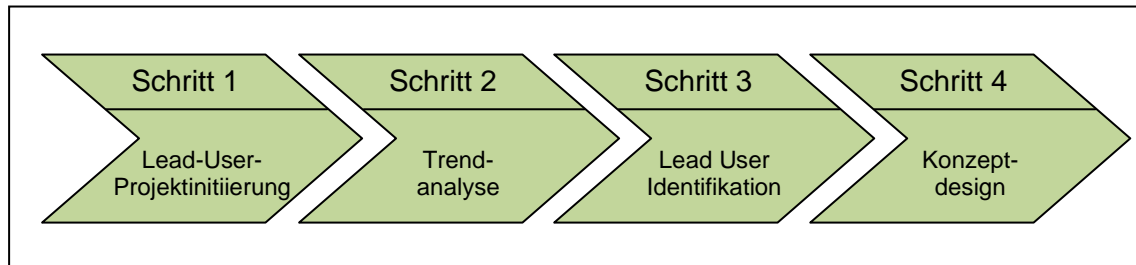 Schritt 1
Lead-User-
Projektinitiierung
Schritt 2
Trend-
analyse
Schritt 3
Lead User
Identifikation
Schritt 4
Konzept-
design